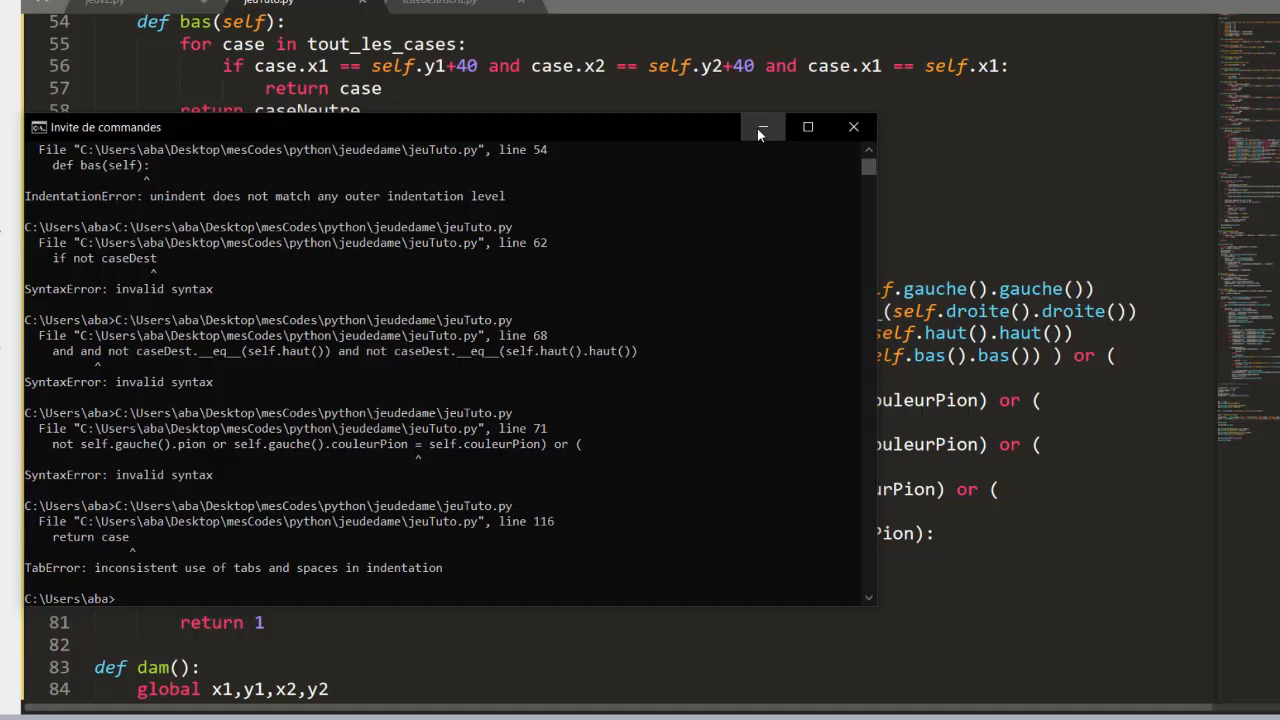 jeuTuto.py
54 def bas(self):
55 for case in tout_les_cases:
56 if case.x1 == self.y1+40 and case.x2 == self.y2+40 and case.x1 == self.x1:
57 return case
58 return caseNeutre
Invite de commandes
File "C:\Users\aba\Desktop\mesCodes\python\jeudedame\jeuTuto.py", line 54
def bas(self):
^
IndentationError: unindent does not match any outer indentation level
C:\Users\aba>C:\Users\aba\Desktop\mesCodes\python\jeudedame\jeuTuto.py
File "C:\Users\aba\Desktop\mesCodes\python\jeudedame\jeuTuto.py", line 62
if not caseDest
^
SyntaxError: invalid syntax
C:\Users\aba>C:\Users\aba\Desktop\mesCodes\python\jeudedame\jeuTuto.py
File "C:\Users\aba\Desktop\mesCodes\python\jeudedame\jeuTuto.py", line 68
and and not caseDest.__eq__(self.haut()) and not caseDest.__eq__(self.haut().haut())
^
SyntaxError: invalid syntax
C:\Users\aba>C:\Users\aba\Desktop\mesCodes\python\jeudedame\jeuTuto.py
File "C:\Users\aba\Desktop\mesCodes\python\jeudedame\jeuTuto.py", line 71
not self.gauche().pion or self.gauche().couleurPion = self.couleurPion) or (
^
SyntaxError: invalid syntax
C:\Users\aba>C:\Users\aba\Desktop\mesCodes\python\jeudedame\jeuTuto.py
File "C:\Users\aba\Desktop\mesCodes\python\jeudedame\jeuTuto.py", line 116
return case
^
TabError: inconsistent use of tabs and spaces in indentation
C:\Users\aba>
lf.gauche().gauche())
(self.droite().droite())
self.haut().haut())
lf.bas().bas()) ) or (
ouleurPion) or (
ouleurPion) or (
urPion) or (
Pion):
81 return 1
82
83 def dam():
84 global x1,y1,x2,y2